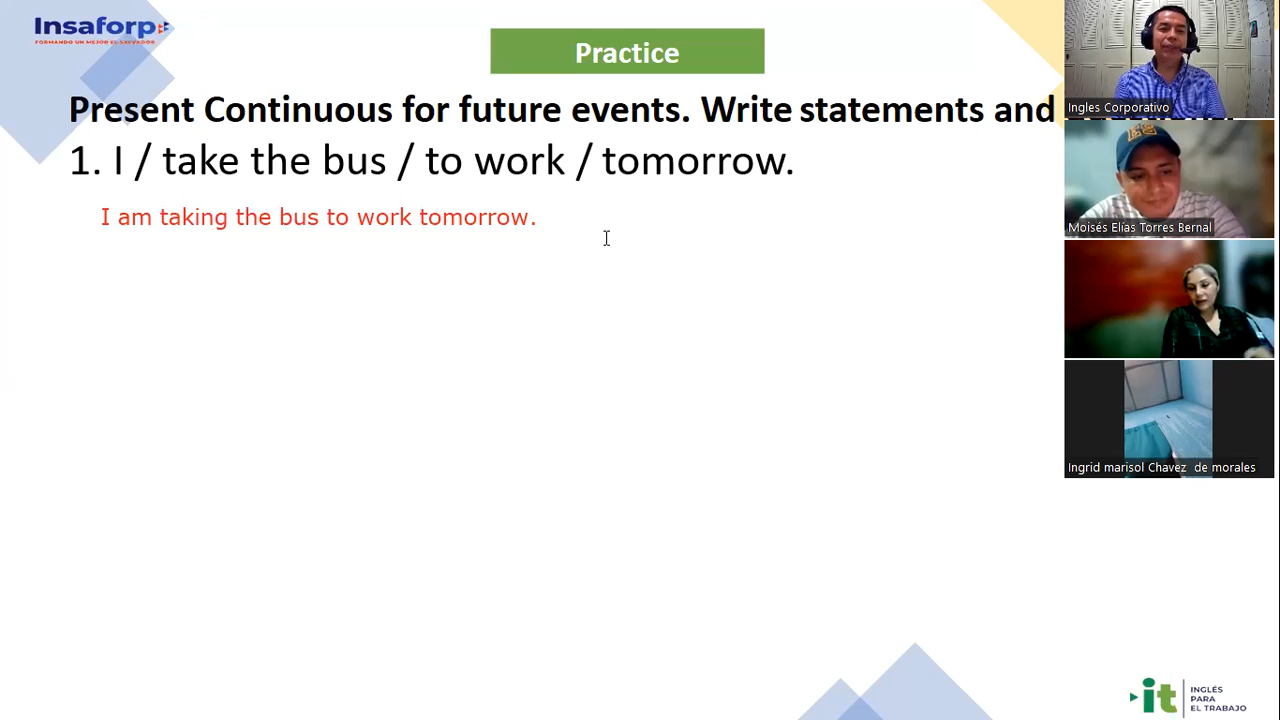 Insaforp
FORMANDO UN MEJOR EL SALVADOR
Practice
Present Continuous for future events. Write statements and
1. I / take the bus / to work / tomorrow.
I am taking the bus to work tomorrow.
Ingles Corporativo
Moisés Elías Torres Bernal
Ingrid marisol Chavez de morales
it
INGLÉS
PARA
EL TRABAJO